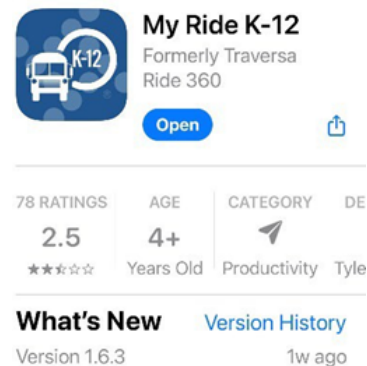 K-12
My Ride K-12
Formerly Traversa
Ride 360
Open
78 RATINGS AGE CATEGORY DE
2.5 4+
Years Old Productivity Tyle
What's New Version History
Version 1.6.3 1w ago